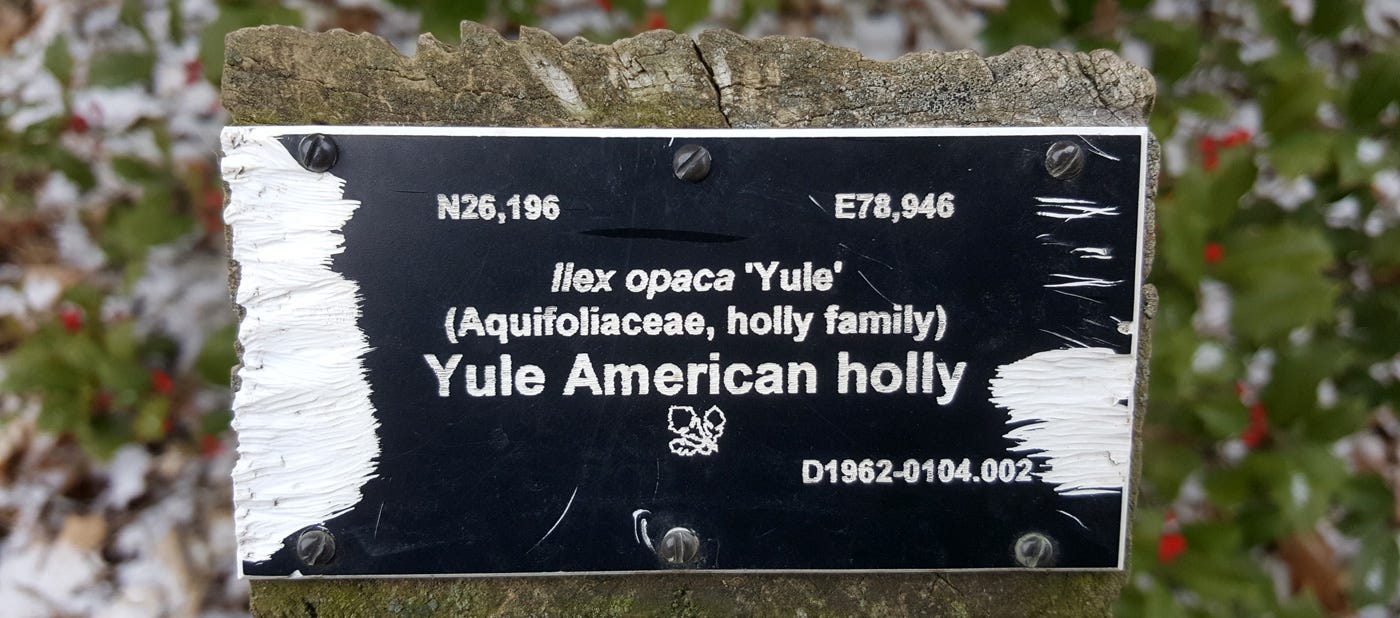 N26,196 E78,946
Ilex opaca 'Yule'
(Aquifoliaceae, holly family)
Yule American holly
D1962-0104.002